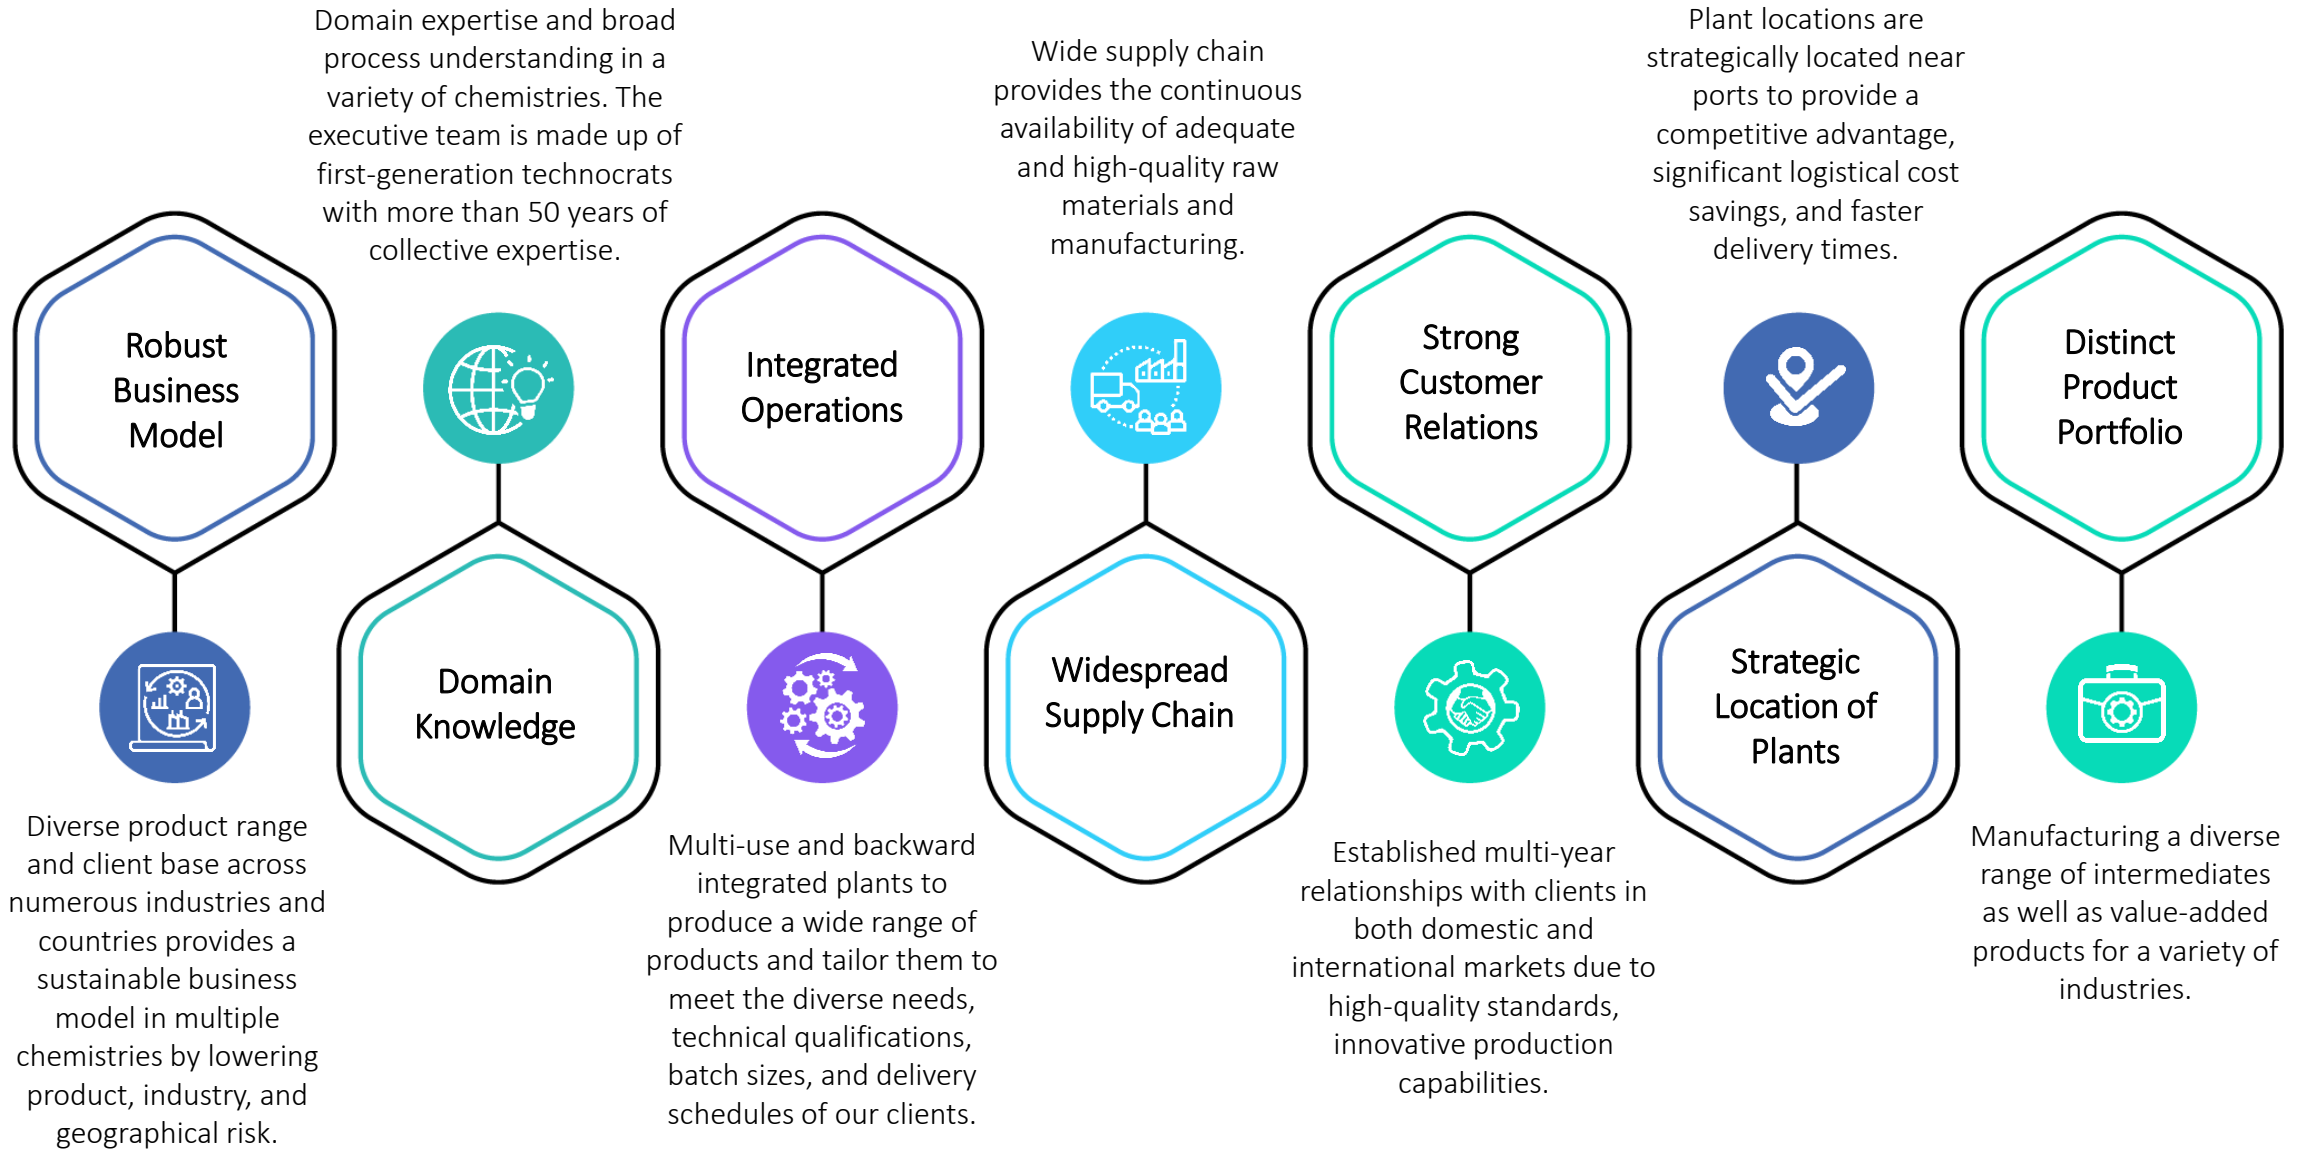 Robust
Business
Model
Diverse product range
and client base across
numerous industries and
countries provides a
sustainable business
model in multiple
chemistries by lowering
product, industry, and
geographical risk.
Domain expertise and broad
process understanding in a
variety of chemistries. The
executive team is made up of
first-generation technocrats
with more than 50 years of
collective expertise.
Domain
Knowledge
Integrated
Operations
Multi-use and backward
integrated plants to
produce a wide range of
products and tailor them to
meet the diverse needs,
technical qualifications,
batch sizes, and delivery
schedules of our clients.
Wide supply chain
provides the continuous
availability of adequate
and high-quality raw
materials and
manufacturing.
Widespread
Supply Chain
Strong
Customer
Relations
Established multi-year
relationships with clients in
both domestic and
international markets due to
high-quality standards,
innovative production
capabilities.
Plant locations are
strategically located near
ports to provide a
competitive advantage,
significant logistical cost
savings, and faster
delivery times.
Strategic
Location of
Plants
Distinct
Product
Portfolio
Manufacturing a diverse
range of intermediates
as well as value-added
products for a variety of
industries.